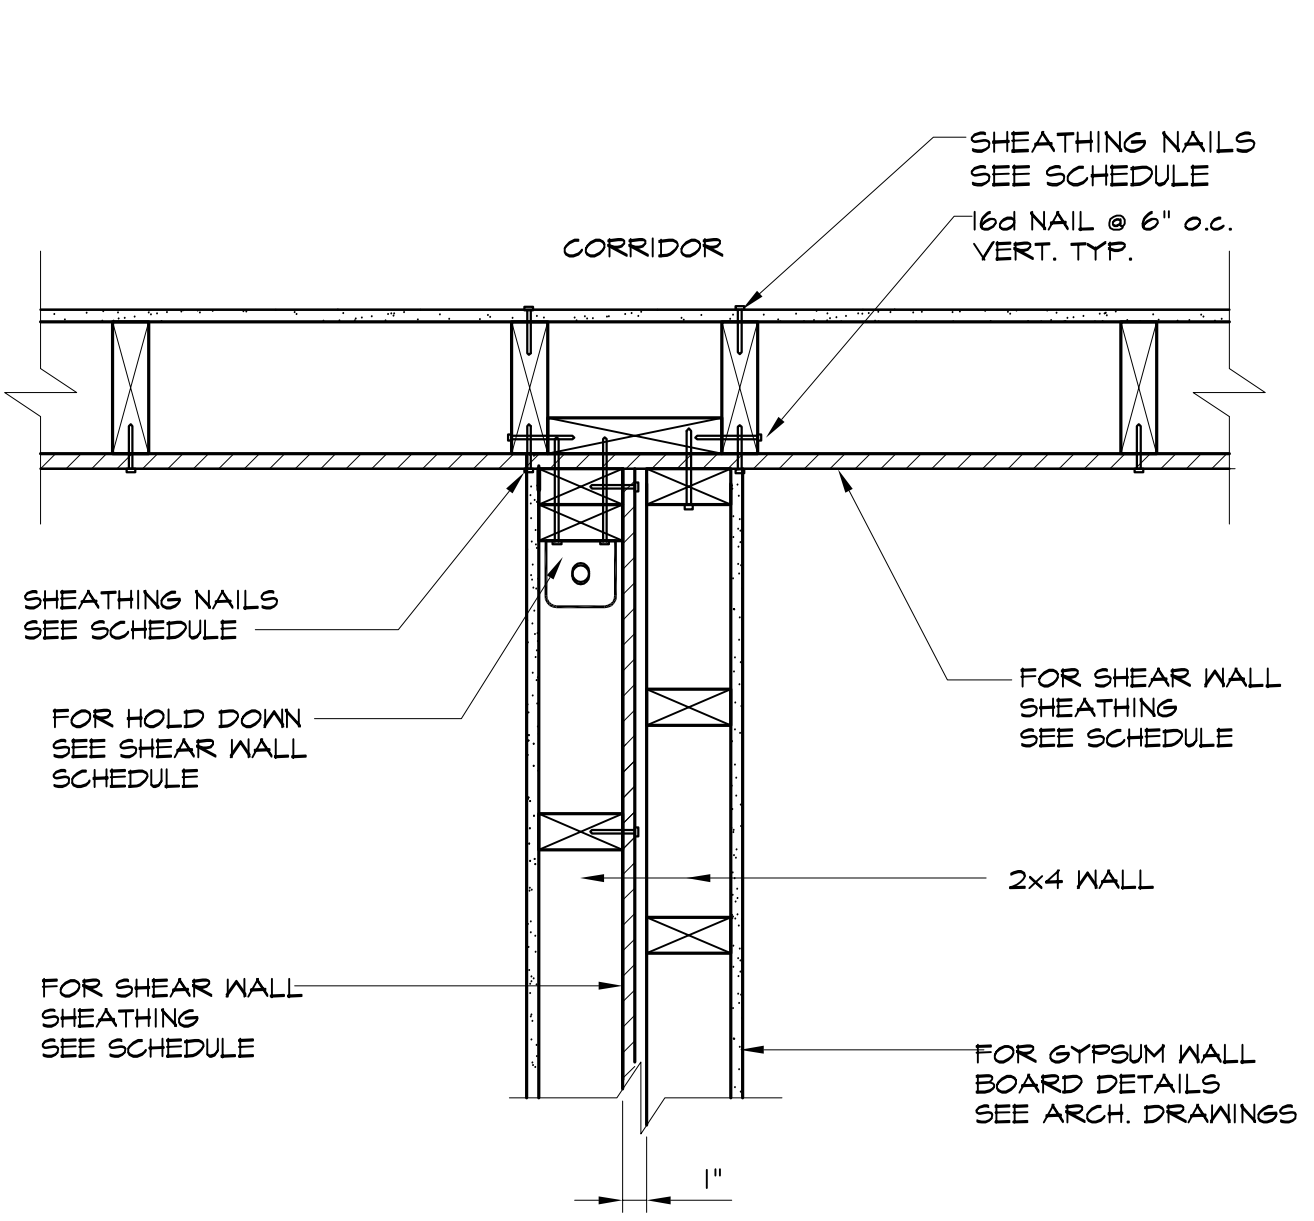 SHEATHING NAILS
SEE SCHEDULE
16d NAIL @ 6" o.c.
VERT. TYP.
CORRIDOR
SHEATHING NAILS
SEE SCHEDULE
FOR HOLD DOWN
SEE SHEAR WALL
SCHEDULE
FOR SHEAR WALL
SHEATHING
SEE SCHEDULE
2x4 WALL
FOR SHEAR WALL
SHEATHING
SEE SCHEDULE
FOR GYPSUM WALL
BOARD DETAILS
SEE ARCH. DRAWINGS
1"